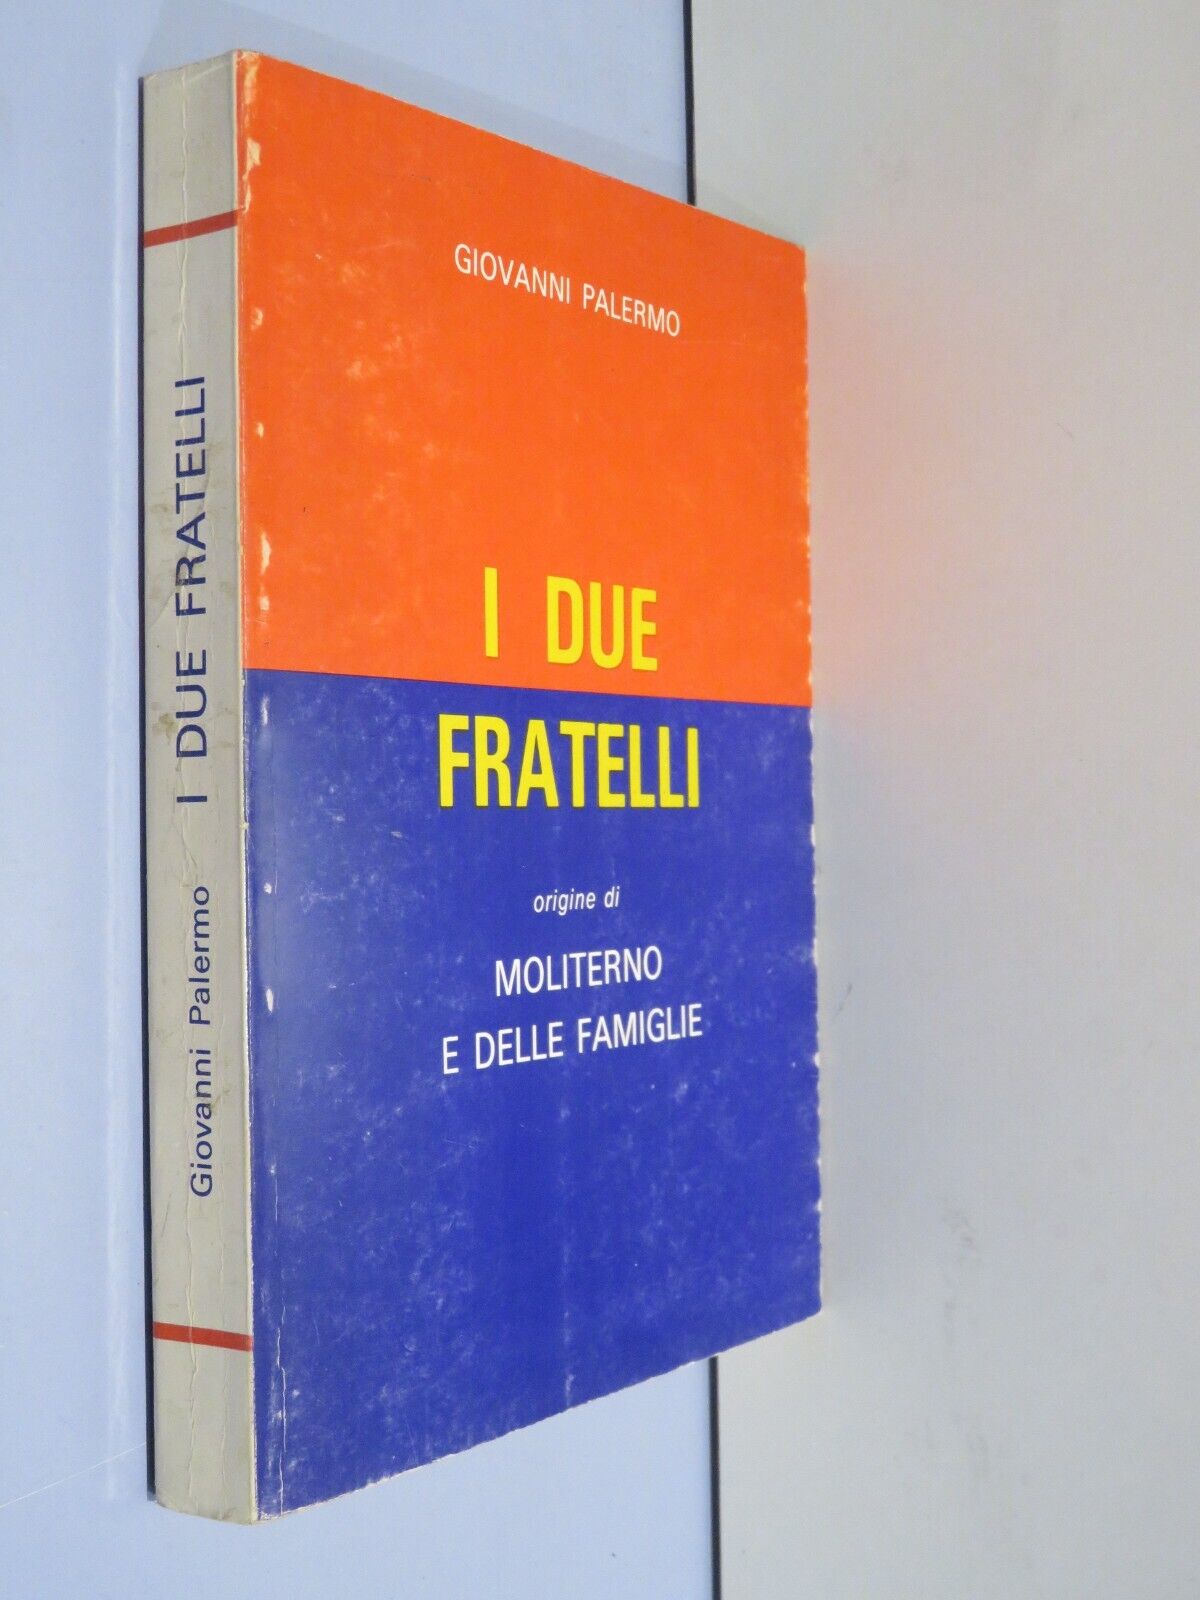 GIOVANNI PALERMO
I DUE
FRATELLI
origine di
MOLITERNO
E DELLE FAMIGLIE
Giovanni Palermo I DUE FRATELLI